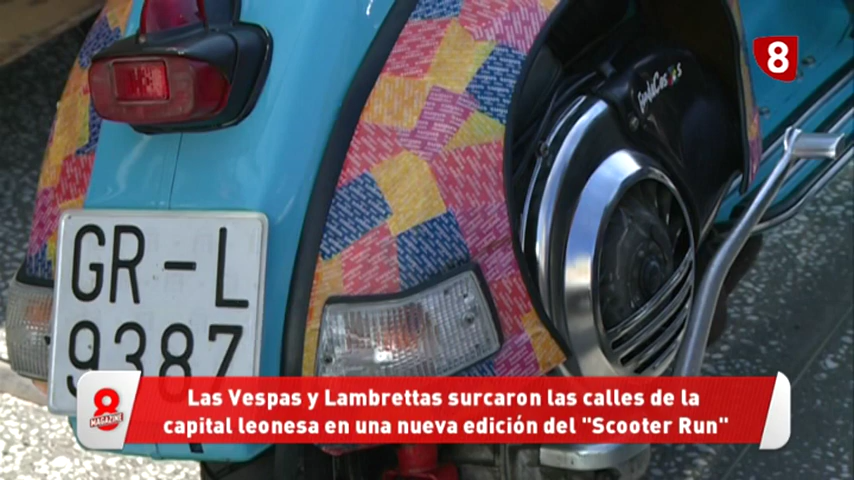 8
GR-L
9387
8
MAGAZINE
Las Vespas y Lambrettas surcaron las calles de la
capital leonesa en una nueva edición del "Scooter Run"